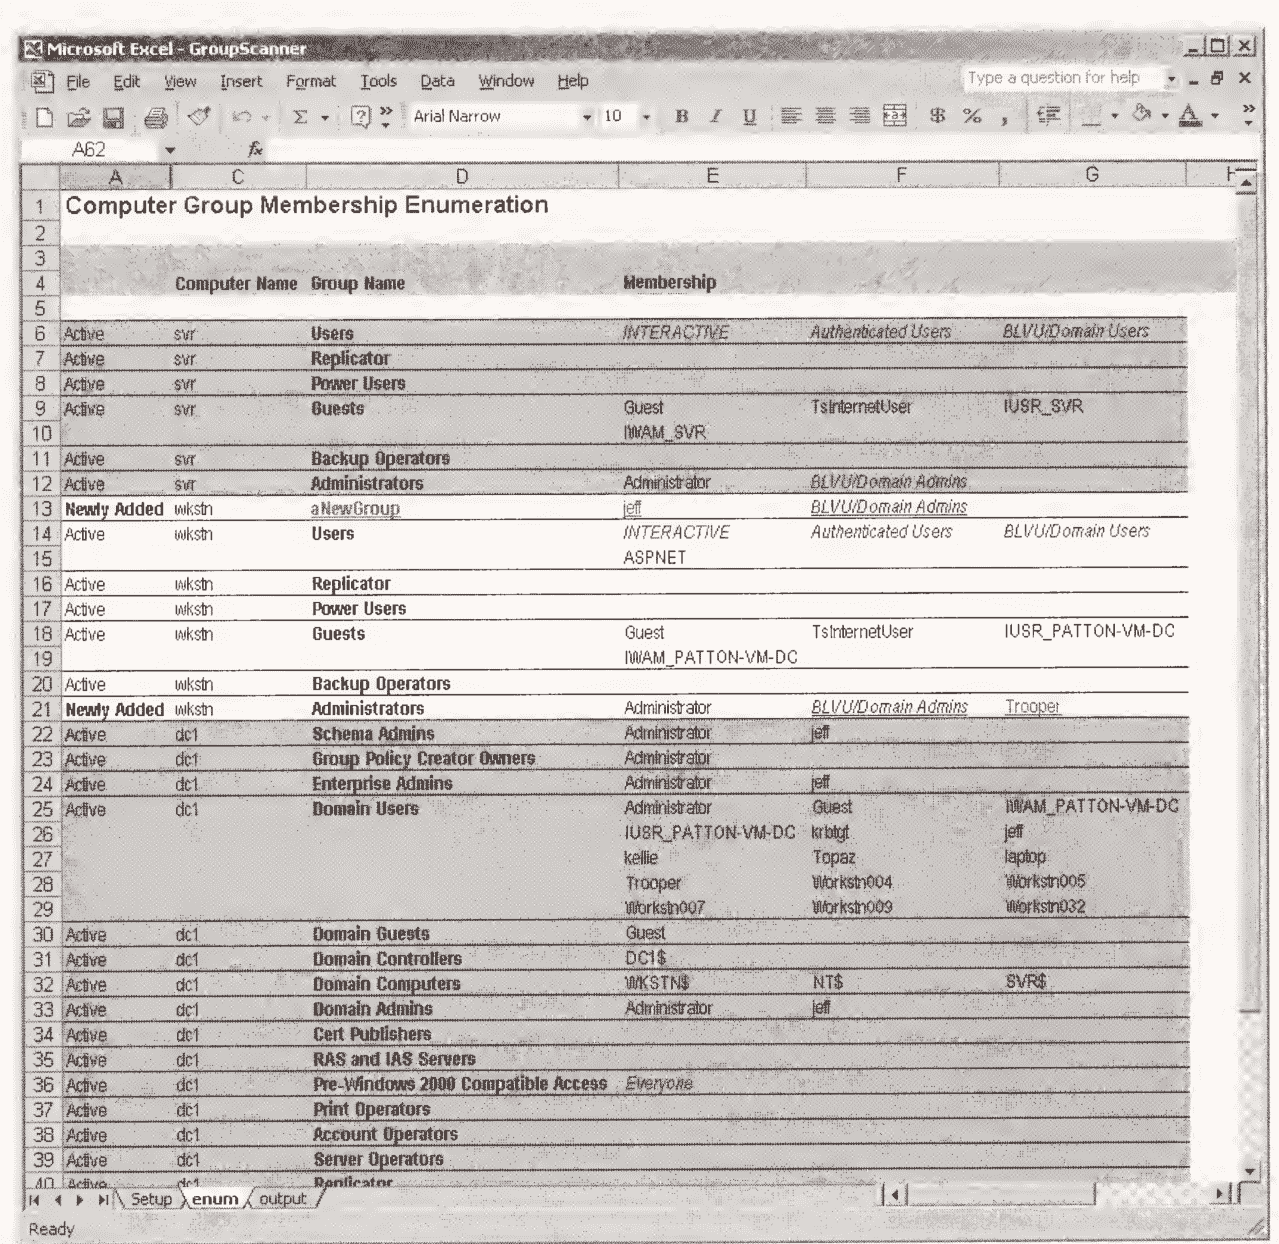 Microsoft Excel - GroupScanner
File Edit View Insert Format Tools Data Window Help Type a question for help
Arial Narrow 10 B I U $ % ,
A62 fx
A C D E F G H
1 Computer Group Membership Enumeration
2
3
4 Computer Name Group Name Membership
5
6 Active svr Users INTERACTIVE Authenticated Users BLVU/Domain Users
7 Active svr Replicator
8 Active svr Power Users
9 Active svr Guests Guest TsInternetUser IUSR_SVR
10 IWAM_SVR
11 Active svr Backup Operators
12 Active svr Administrators Administrator BLVU/Domain Admins
13 Newly Added wkstn aNewGroup jeff BLVU/Domain Admins
14 Active wkstn Users INTERACTIVE Authenticated Users BLVU/Domain Users
15 ASPNET
16 Active wkstn Replicator
17 Active wkstn Power Users
18 Active wkstn Guests Guest TsInternetUser IUSR_PATTON-VM-DC
19 IWAM_PATTON-VM-DC
20 Active wkstn Backup Operators
21 Newly Added wkstn Administrators Administrator BLVU/Domain Admins Trooper
22 Active dc1 Schema Admins Administrator jeff
23 Active dc1 Group Policy Creator Owners Administrator
24 Active dc1 Enterprise Admins Administrator jeff
25 Active dc1 Domain Users Administrator Guest IWAM_PATTON-VM-DC
26 IUSR_PATTON-VM-DC krbtgt jeff
27 kellie Topaz laptop
28 Trooper Workstn004 Workstn005
29 Workstn007 Workstn009 Workstn032
30 Active dc1 Domain Guests Guest
31 Active dc1 Domain Controllers DC1$
32 Active dc1 Domain Computers WKSTN$ NT$ SVR$
33 Active dc1 Domain Admins Administrator jeff
34 Active dc1 Cert Publishers
35 Active dc1 RAS and IAS Servers
36 Active dc1 Pre-Windows 2000 Compatible Access Everyone
37 Active dc1 Print Operators
38 Active dc1 Account Operators
39 Active dc1 Server Operators
40 Active dc1 Replicator
Setup enum output
Ready